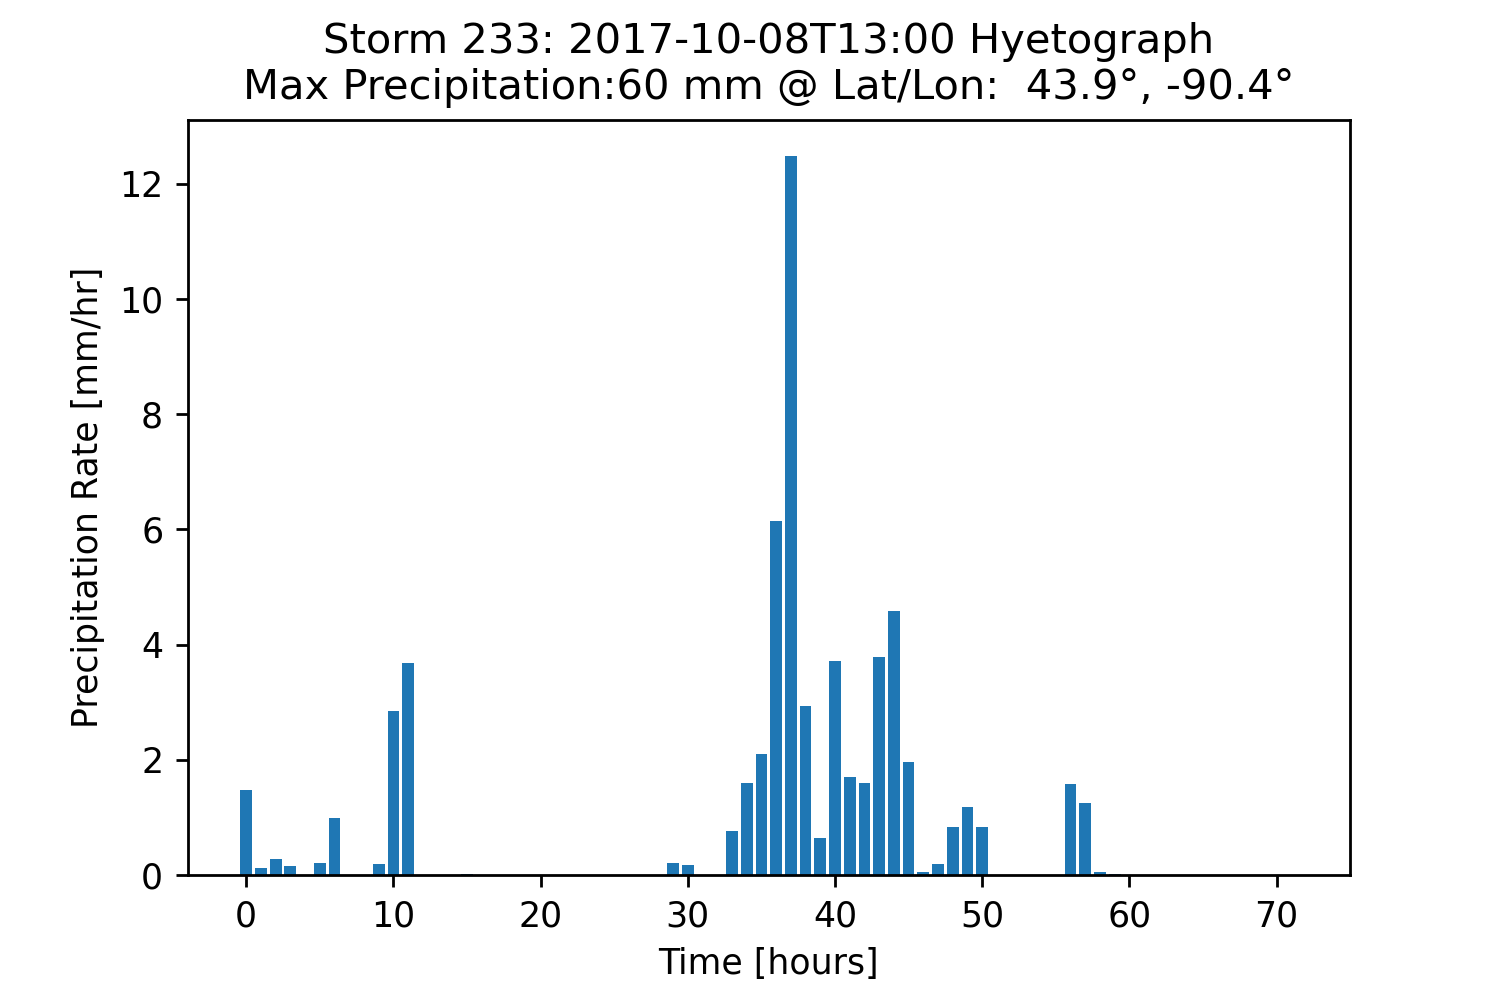 Storm 233: 2017-10-08T13:00 Hyetograph
Max Precipitation:60 mm @ Lat/Lon:  43.9°, -90.4°
Precipitation Rate [mm/hr]
12
10
8
6
4
2
0
0 10 20 30 40 50 60 70
Time [hours]